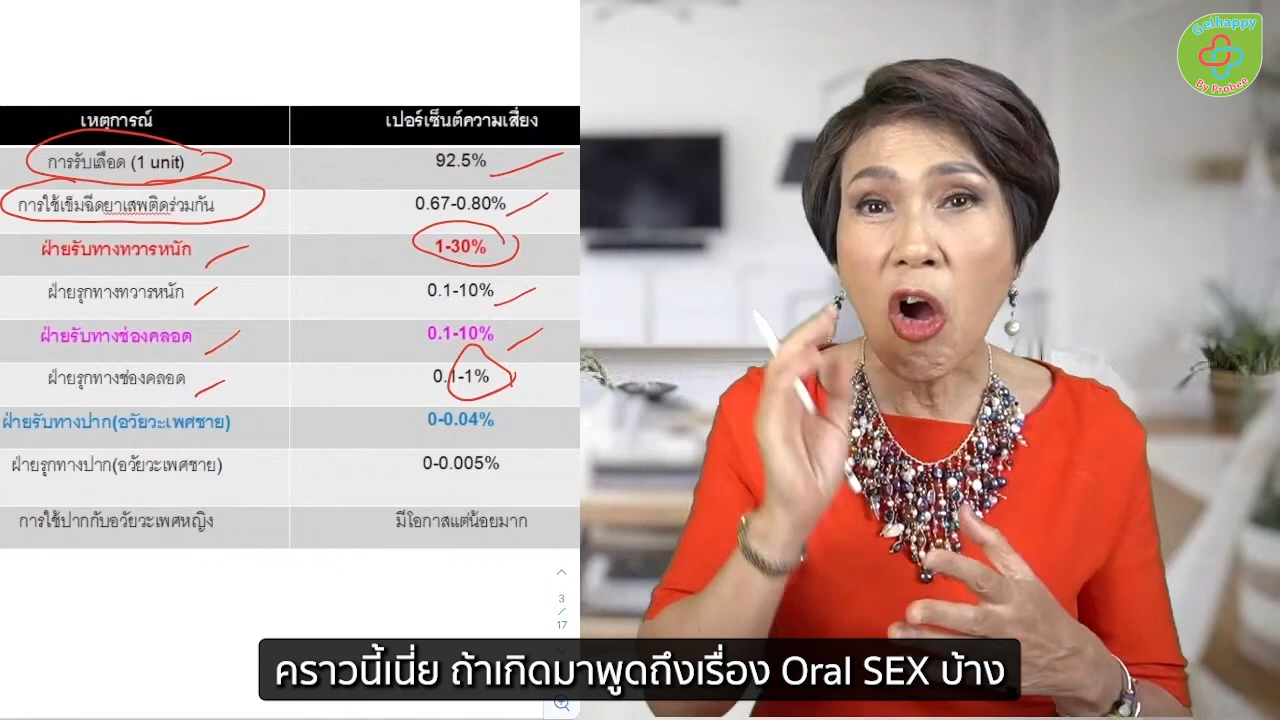 Gelhappy
By Probee
เหตุการณ์ เปอร์เซ็นต์ความเสี่ยง
การรับเลือด (1 unit) 92.5%
การใช้เข็มฉีดยาเสพติดร่วมกัน 0.67-0.80%
ฝ่ายรับทางทวารหนัก 1-30%
ฝ่ายรุกทางทวารหนัก 0.1-10%
ฝ่ายรับทางช่องคลอด 0.1-10%
ฝ่ายรุกทางช่องคลอด 0.1-1%
ฝ่ายรับทางปาก(อวัยวะเพศชาย) 0-0.04%
ฝ่ายรุกทางปาก(อวัยวะเพศชาย) 0-0.005%
การใช้ปากกับอวัยวะเพศหญิง มีโอกาสแต่น้อยมาก
3
/
17
คราวนี้เนี่ย ถ้าเกิดมาพูดถึงเรื่อง Oral SEX บ้าง